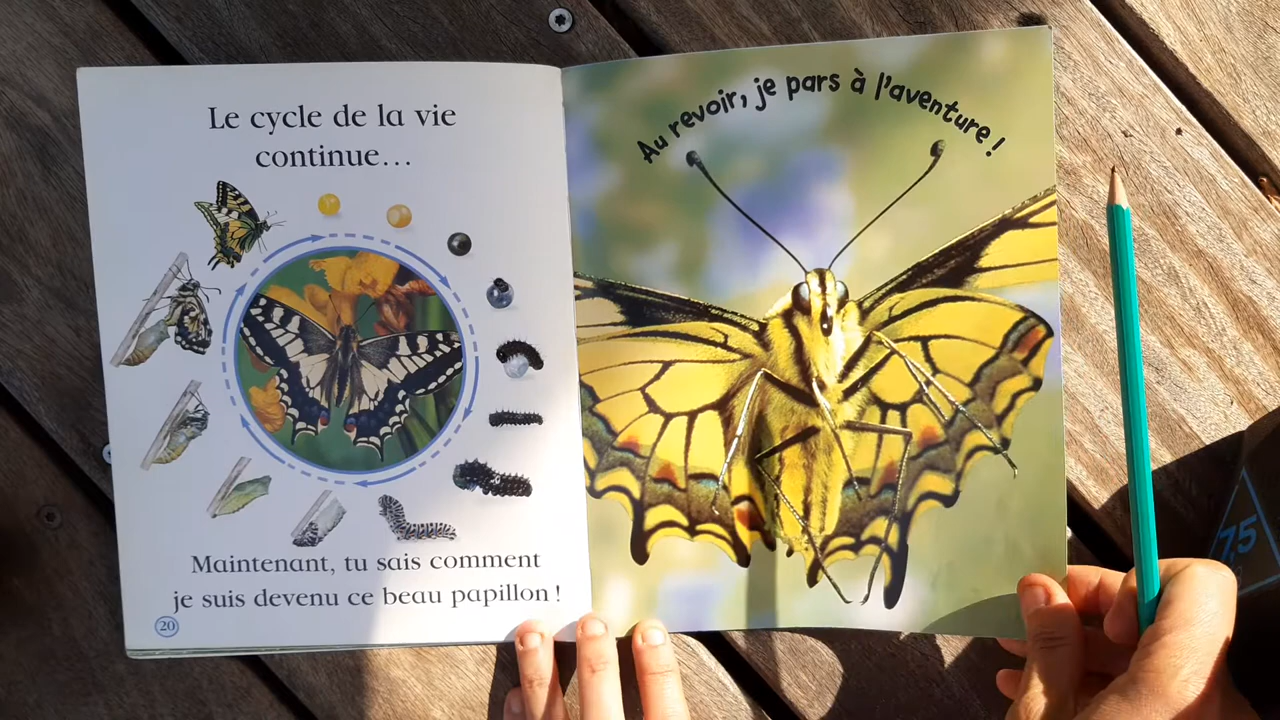 Le cycle de la vie
continue...
Maintenant, tu sais comment
je suis devenu ce beau papillon !
20
Au revoir, je pars à l'aventure !
75